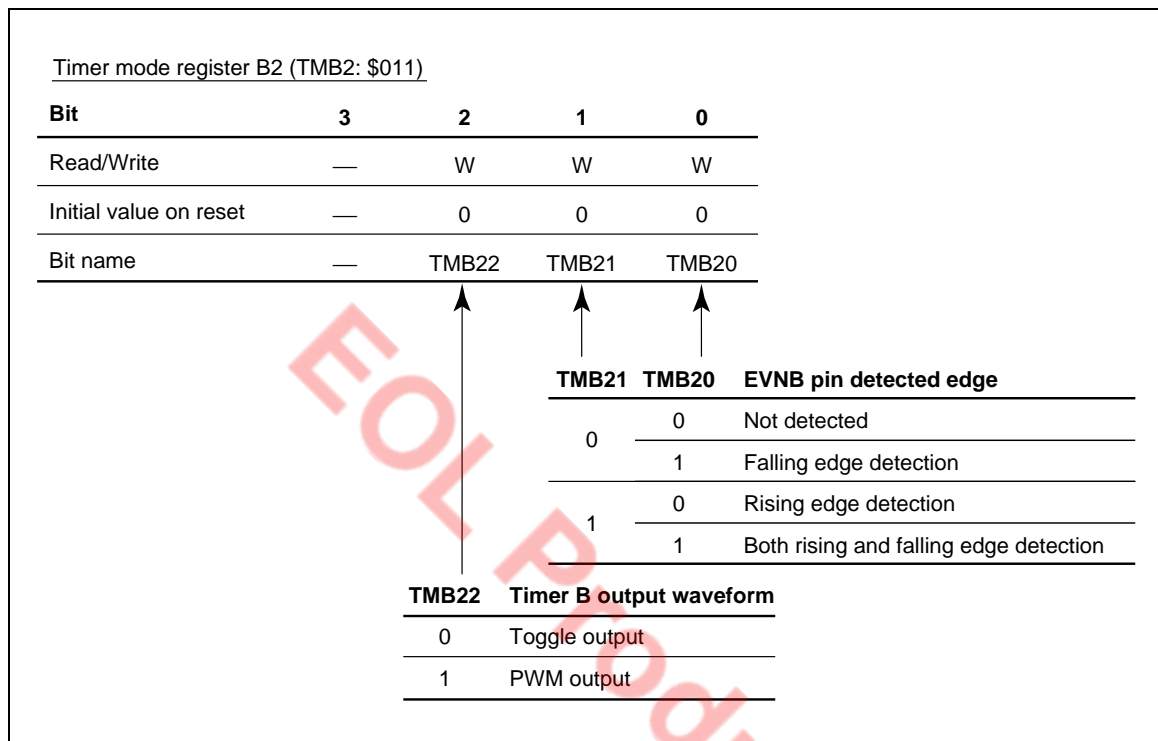 Timer mode register B2 (TMB2: $011)
Bit 3 2 1 0
Read/Write — W W W
Initial value on reset — 0 0 0
Bit name — TMB22 TMB21 TMB20
TMB21 TMB20 EVNB pin detected edge
0 0 Not detected
1 Falling edge detection
1 0 Rising edge detection
1 Both rising and falling edge detection
TMB22 Timer B output waveform
0 Toggle output
1 PWM output
EOL Prod